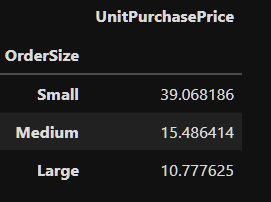 UnitPurchasePrice
OrderSize
Small 39.068186
Medium 15.486414
Large 10.777625